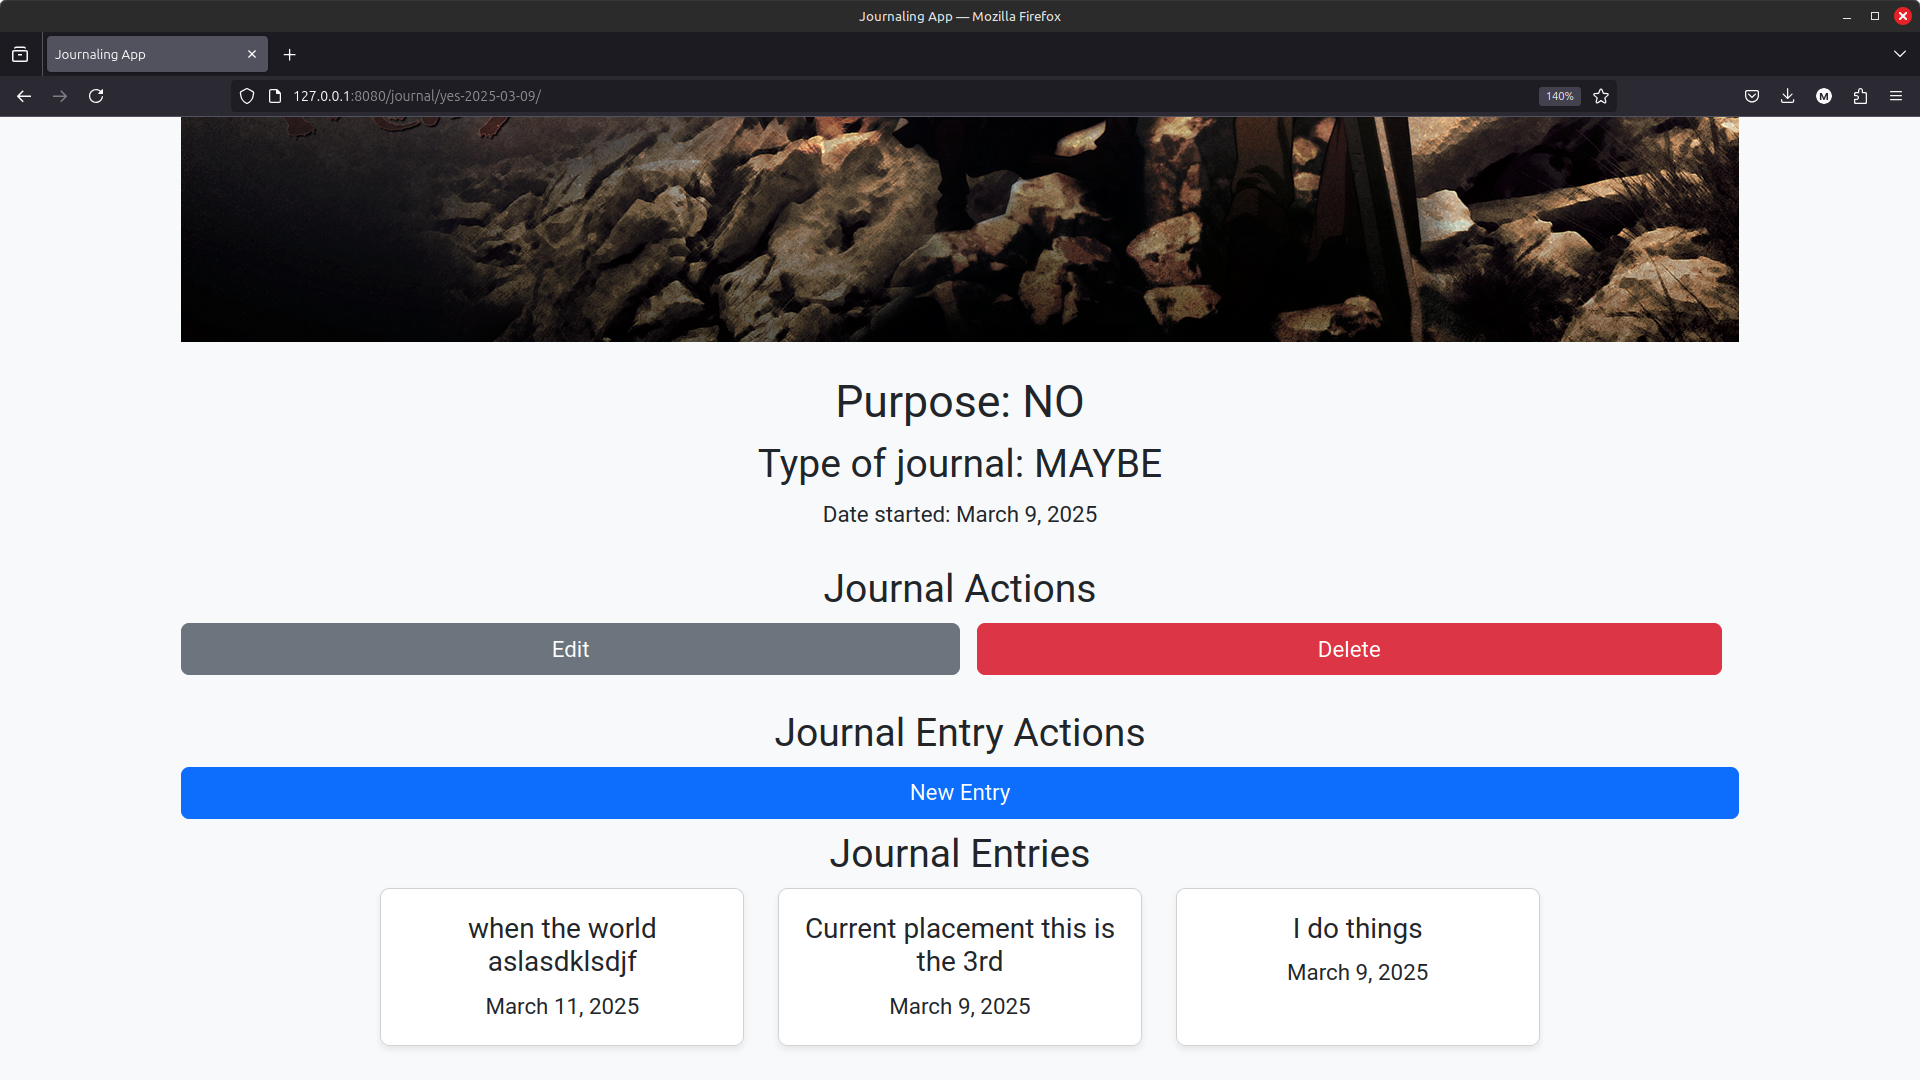 Journaling App — Mozilla Firefox
Journaling App
127.0.0.1:8080/journal/yes-2025-03-09/
140%
M
Purpose: NO
Type of journal: MAYBE
Date started: March 9, 2025
Journal Actions
Edit
Delete
Journal Entry Actions
New Entry
Journal Entries
when the world
aslasdklsdjf
March 11, 2025
Current placement this is
the 3rd
March 9, 2025
I do things
March 9, 2025